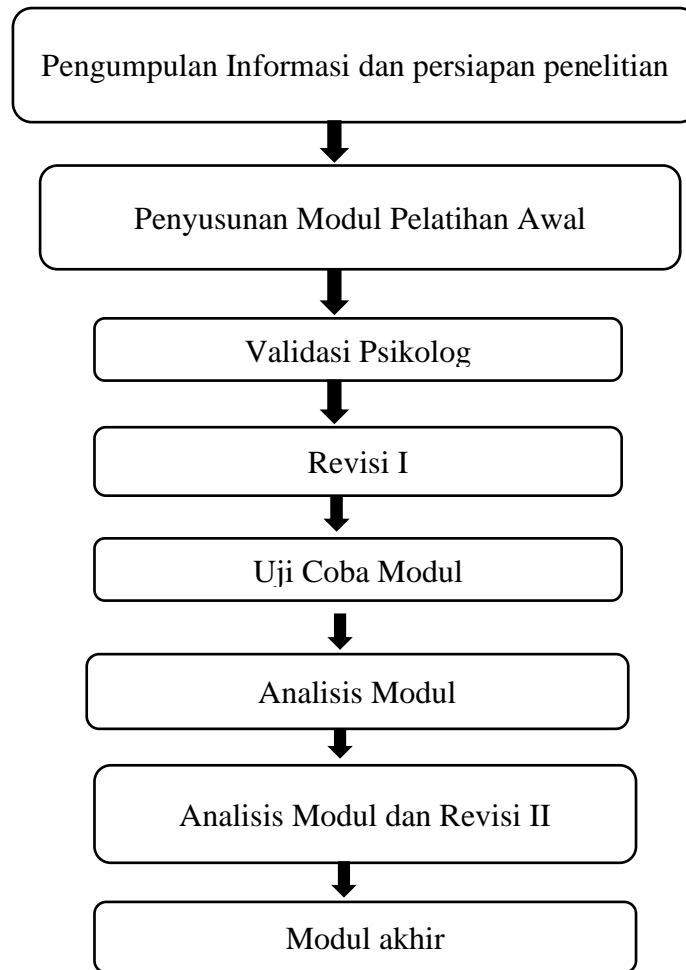 Pengumpulan Informasi dan persiapan penelitian
Penyusunan Modul Pelatihan Awal
Validasi Psikolog
Revisi I
Uji Coba Modul
Analisis Modul
Analisis Modul dan Revisi II
Modul akhir